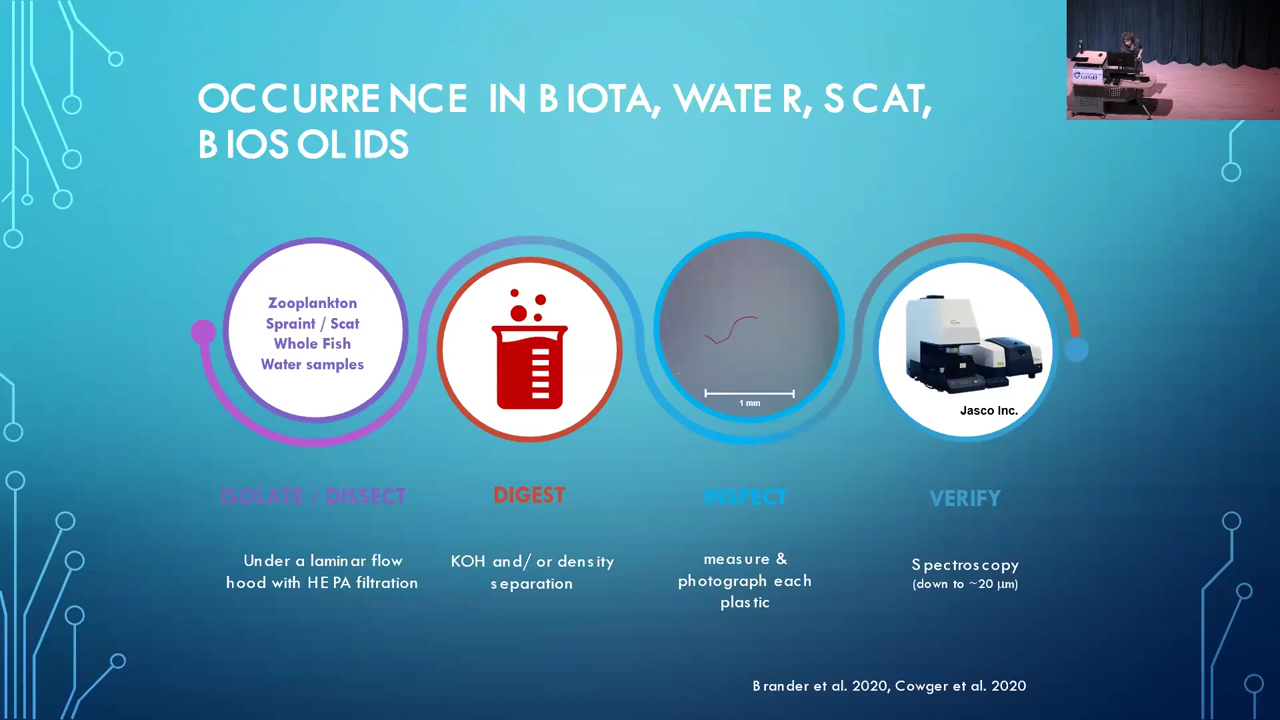 OCCURRENCE IN BIOTA, WATER, SCAT,
BIOSOLIDS
Zooplankton
Spraint / Scat
Whole Fish
Water samples
1 mm
Jasco Inc.
ISOLATE / DISSECT
DIGEST
INSPECT
VERIFY
Under a laminar flow
hood with HEPA filtration
KOH and/ or density
separation
measure &
photograph each
plastic
Spectroscopy
(down to ~20 µm)
Brander et al. 2020, Cowger et al. 2020